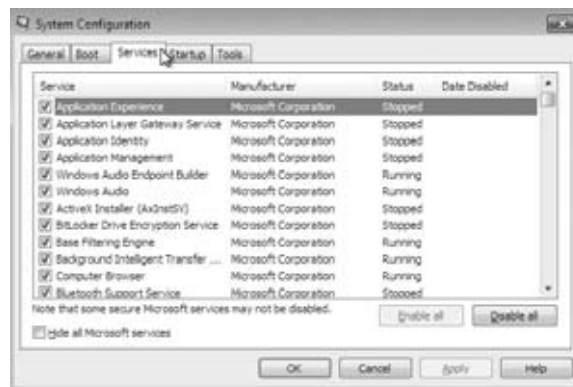 System Configuration
General Boot Services Startup Tools
Service Manufacturer Status Date Disabled
Application Experience Microsoft Corporation Stopped
Application Layer Gateway Service Microsoft Corporation Stopped
Application Identity Microsoft Corporation Stopped
Application Management Microsoft Corporation Stopped
Windows Audio Endpoint Builder Microsoft Corporation Running
Windows Audio Microsoft Corporation Running
ActiveX Installer (AxInstSV) Microsoft Corporation Stopped
BitLocker Drive Encryption Service Microsoft Corporation Stopped
Base Filtering Engine Microsoft Corporation Running
Background Intelligent Transfer ... Microsoft Corporation Running
Computer Browser Microsoft Corporation Running
Bluetooth Support Service Microsoft Corporation Stopped
Note that some secure Microsoft services may not be disabled.
Enable all Disable all
Hide all Microsoft services
OK Cancel Apply Help